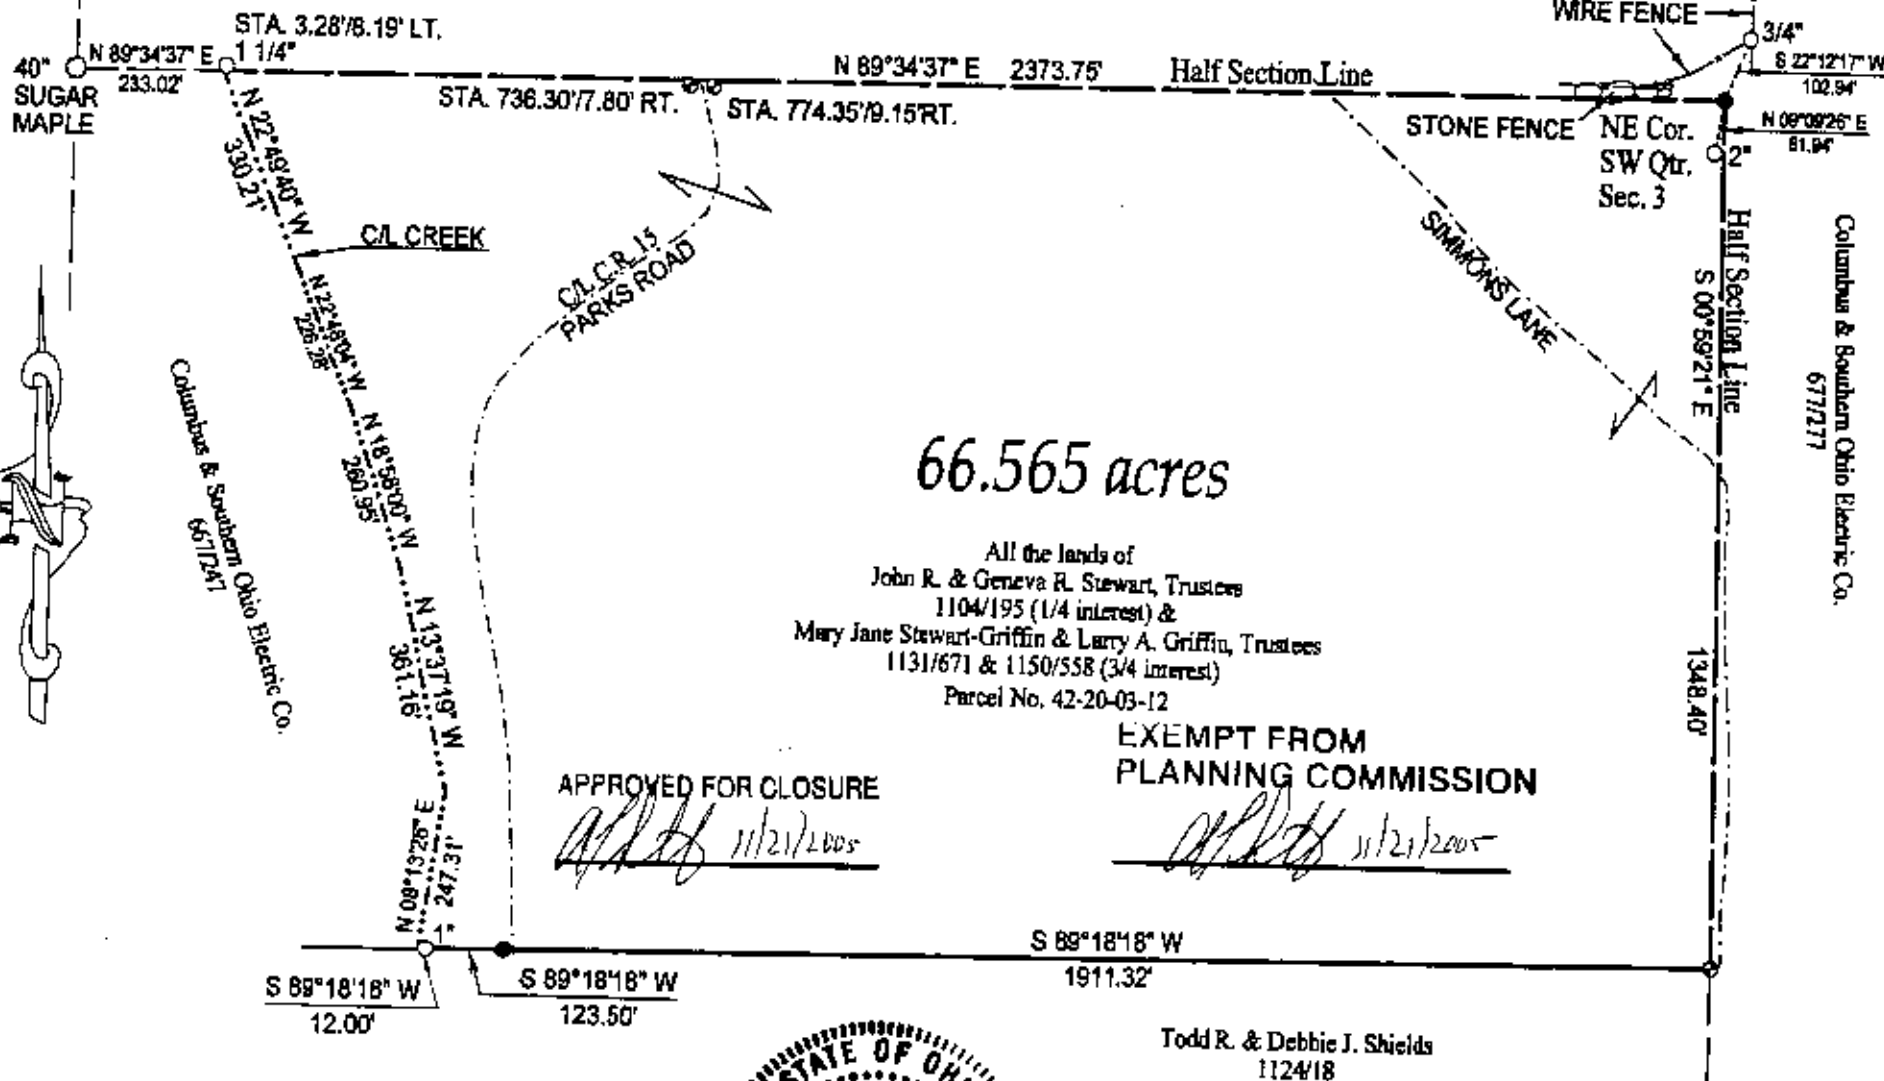 WIRE FENCE
3/4"
S 22°12'17" W
102.94'
STA. 3.28'/8.19' LT.
40"
SUGAR
MAPLE
N 89°34'37" E
233.02'
1 1/4"
N 89°34'37" E 2373.75' Half Section Line
STA. 736.30'/7.80' RT.
STA. 774.35'/9.15'RT.
STONE FENCE
NE Cor.
SW Qtr.
Sec. 3
N 09°09'26" E
81.94'
2"
N 22°49'40" W
330.21'
C/L CREEK
C/L C.R. 15
PARKS ROAD
SIMMONS LANE
Half Section Line
S 00°59'21" E
1348.40'
Columbus & Southern Ohio Electric Co.
677/277
N 22°48'04" W
226.28'
N 18°58'00" W
260.95'
N 13°37'19" W
361.16'
Columbus & Southern Ohio Electric Co.
667/247
66.565 acres
All the lands of
John R. & Geneva R. Stewart, Trustees
1104/195 (1/4 interest) &
Mary Jane Stewart-Griffin & Larry A. Griffin, Trustees
1131/671 & 1150/558 (3/4 interest)
Parcel No. 42-20-03-12
EXEMPT FROM
PLANNING COMMISSION
11/21/2005
APPROVED FOR CLOSURE
11/21/2005
N 08°13'26" E
247.31'
1"
S 89°18'18" W
12.00'
S 89°18'18" W
123.50'
S 89°18'18" W
1911.32'
STATE OF OH
Todd R. & Debbie J. Shields
1124/18